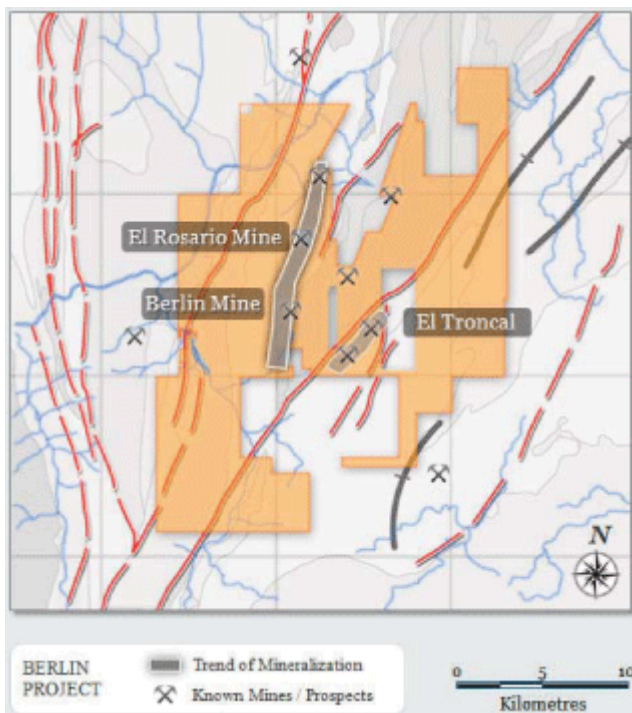 El Rosario Mine
Berlin Mine
El Troncal
N
BERLIN
PROJECT
Trend of Mineralization
Known Mines / Prospects
0 5 10
Kilometres